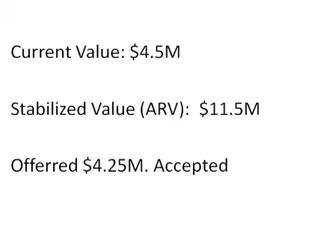 Current Value: $4.5M
Stabilized Value (ARV):  $11.5M
Offerred $4.25M. Accepted